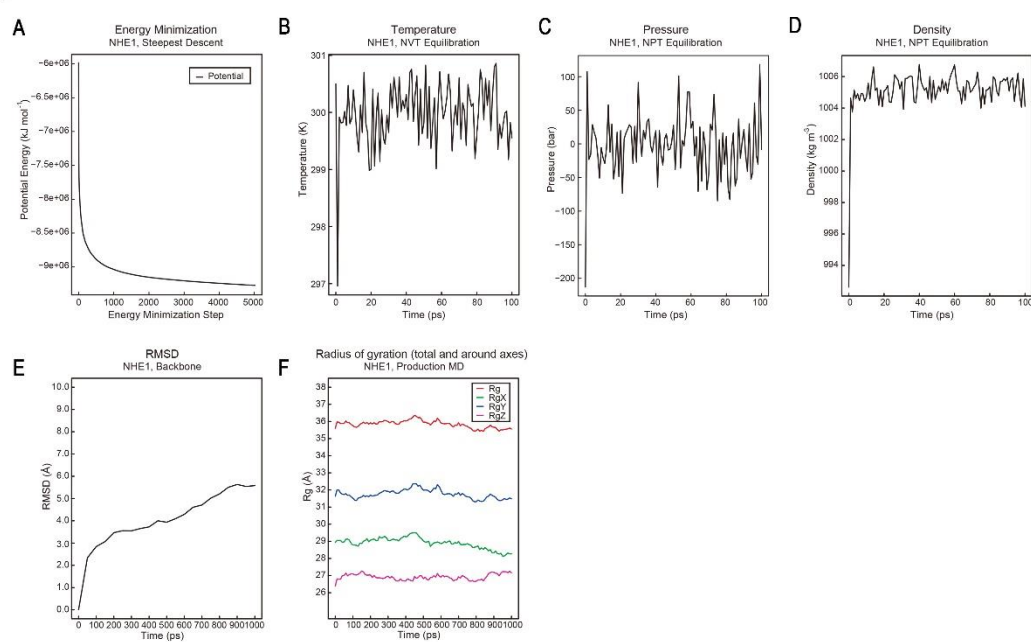 A
Energy Minimization
NHE1, Steepest Descent
Potential Energy (kJ mol⁻¹)
−6e+06
−6.5e+06
−7e+06
−7.5e+06
−8e+06
−8.5e+06
−9e+06
Potential
0 1000 2000 3000 4000 5000
Energy Minimization Step
B
Temperature
NHE1, NVT Equilibration
Temperature (K)
301
300
299
298
297
0 20 40 60 80 100
Time (ps)
C
Pressure
NHE1, NPT Equilibration
Pressure (bar)
100
50
0
−50
−100
−150
−200
0 20 40 60 80 100
Time (ps)
D
Density
NHE1, NPT Equilibration
Density (kg m⁻³)
1006
1004
1002
1000
998
996
994
0 20 40 60 80 100
Time (ps)
E
RMSD
NHE1, Backbone
RMSD (Å)
10.0
9.0
8.0
7.0
6.0
5.0
4.0
3.0
2.0
1.0
0.0
0 100 200 300 400 500 600 700 800 9001000
Time (ps)
F
Radius of gyration (total and around axes)
NHE1, Production MD
Rg (Å)
38
37
36
35
34
33
32
31
30
29
28
27
26
Rg
RgX
RgY
RgZ
0 100 200 300 400 500 600 700 800 9001000
Time (ps)